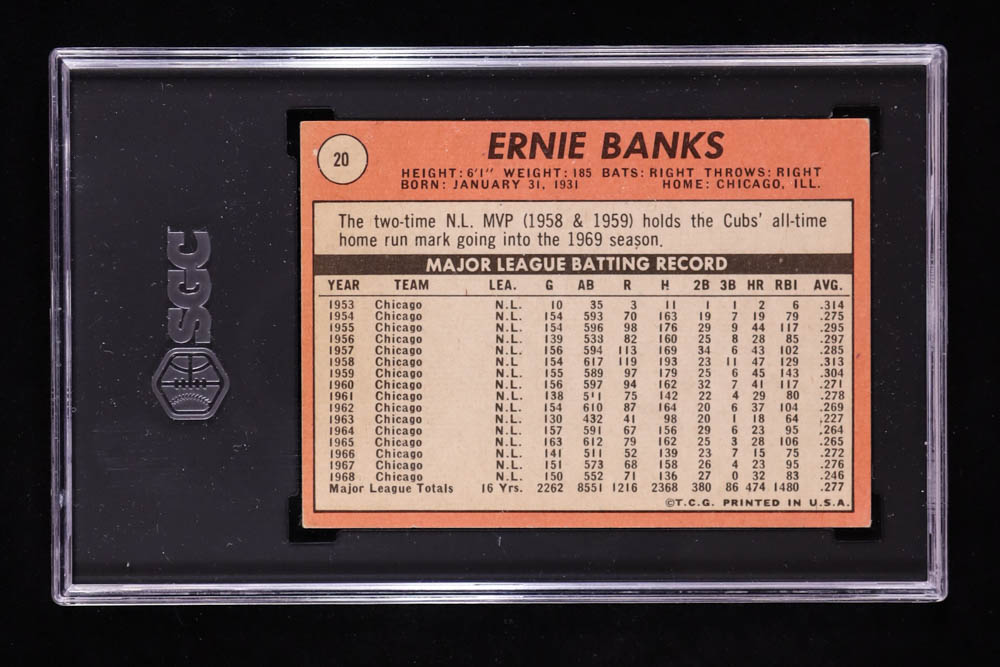 SGC
20
ERNIE BANKS
HEIGHT: 6'1" WEIGHT: 185 BATS: RIGHT THROWS: RIGHT
BORN: JANUARY 31, 1931 HOME: CHICAGO, ILL.
The two-time N.L. MVP (1958 & 1959) holds the Cubs' all-time
home run mark going into the 1969 season.
MAJOR LEAGUE BATTING RECORD
YEAR TEAM LEA. G AB R H 2B 3B HR RBI AVG.
1953 Chicago N.L. 10 35 3 11 1 1 2 6 .314
1954 Chicago N.L. 154 593 70 163 19 7 19 79 .275
1955 Chicago N.L. 154 596 98 176 29 9 44 117 .295
1956 Chicago N.L. 139 538 82 160 25 8 28 85 .297
1957 Chicago N.L. 156 594 113 169 34 6 43 102 .285
1958 Chicago N.L. 154 617 119 193 23 11 47 129 .313
1959 Chicago N.L. 155 589 97 179 25 6 45 143 .304
1960 Chicago N.L. 156 597 94 162 32 7 41 117 .271
1961 Chicago N.L. 138 511 75 142 22 4 29 80 .278
1962 Chicago N.L. 154 610 87 164 20 6 37 104 .269
1963 Chicago N.L. 130 432 41 98 20 1 18 64 .227
1964 Chicago N.L. 157 591 67 156 29 6 23 95 .264
1965 Chicago N.L. 163 612 79 162 25 3 28 106 .265
1966 Chicago N.L. 141 511 52 139 23 7 15 75 .272
1967 Chicago N.L. 151 573 68 158 26 4 23 95 .276
1968 Chicago N.L. 150 552 71 136 27 0 32 83 .246
Major League Totals 16 Yrs. 2262 8551 1216 2368 380 86 474 1480 .277
©T.C.G. PRINTED IN U.S.A.